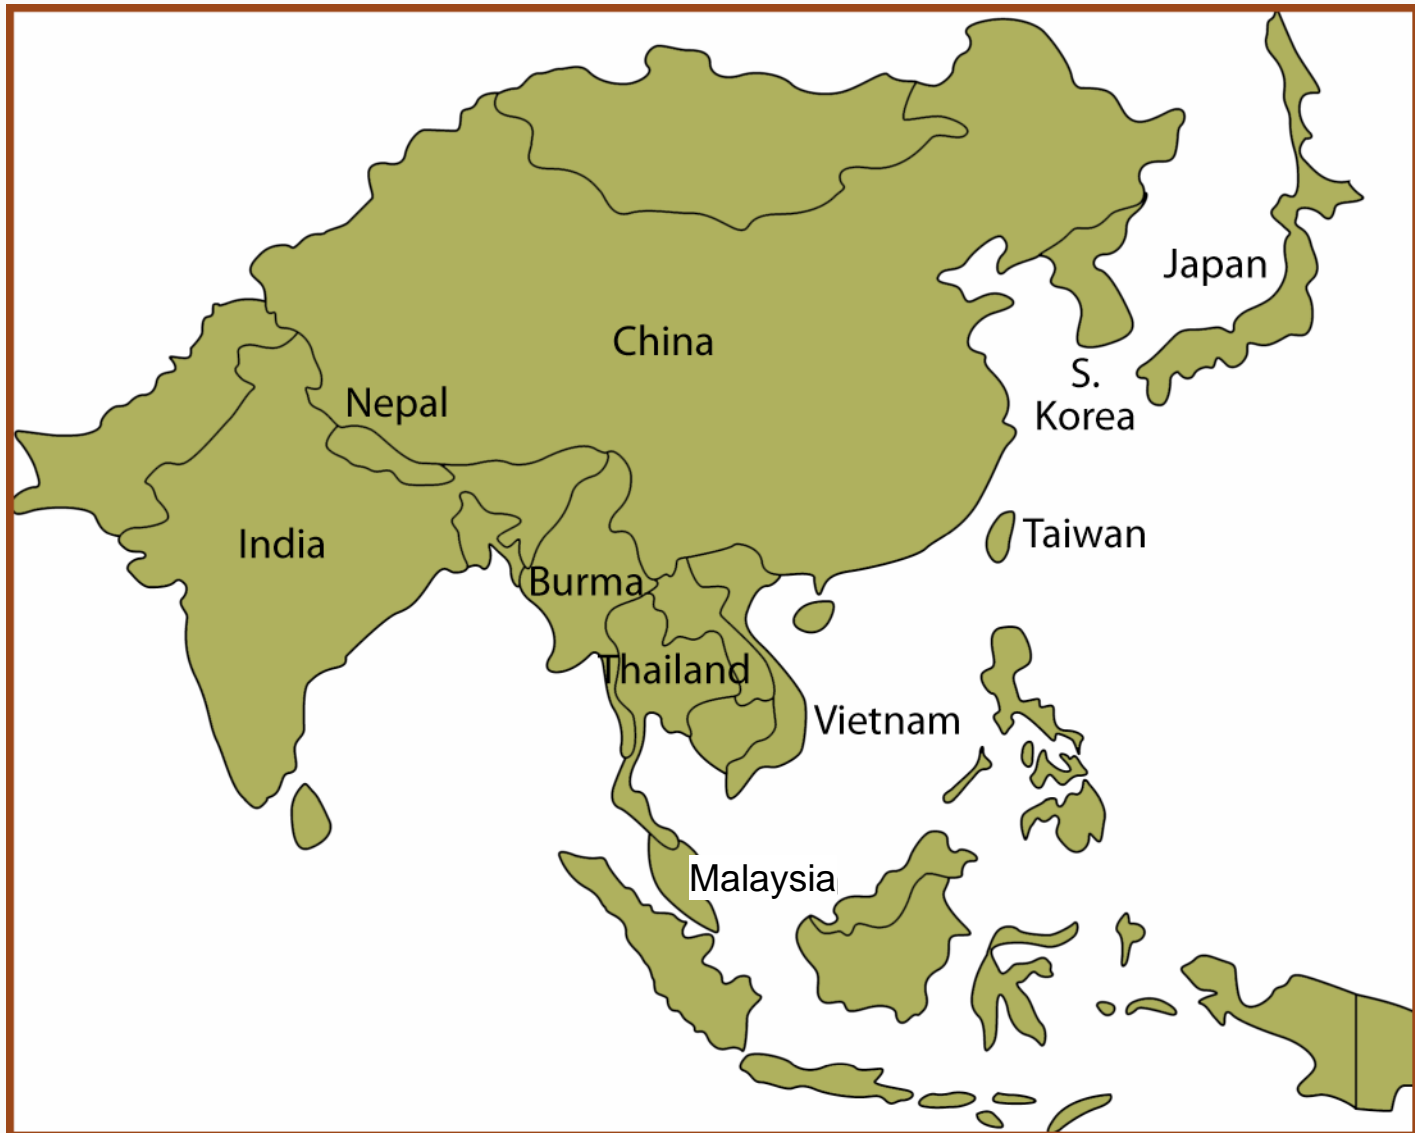 Japan
China
S.
Korea
Nepal
Taiwan
India
Burma
Thailand
Vietnam
Malaysia